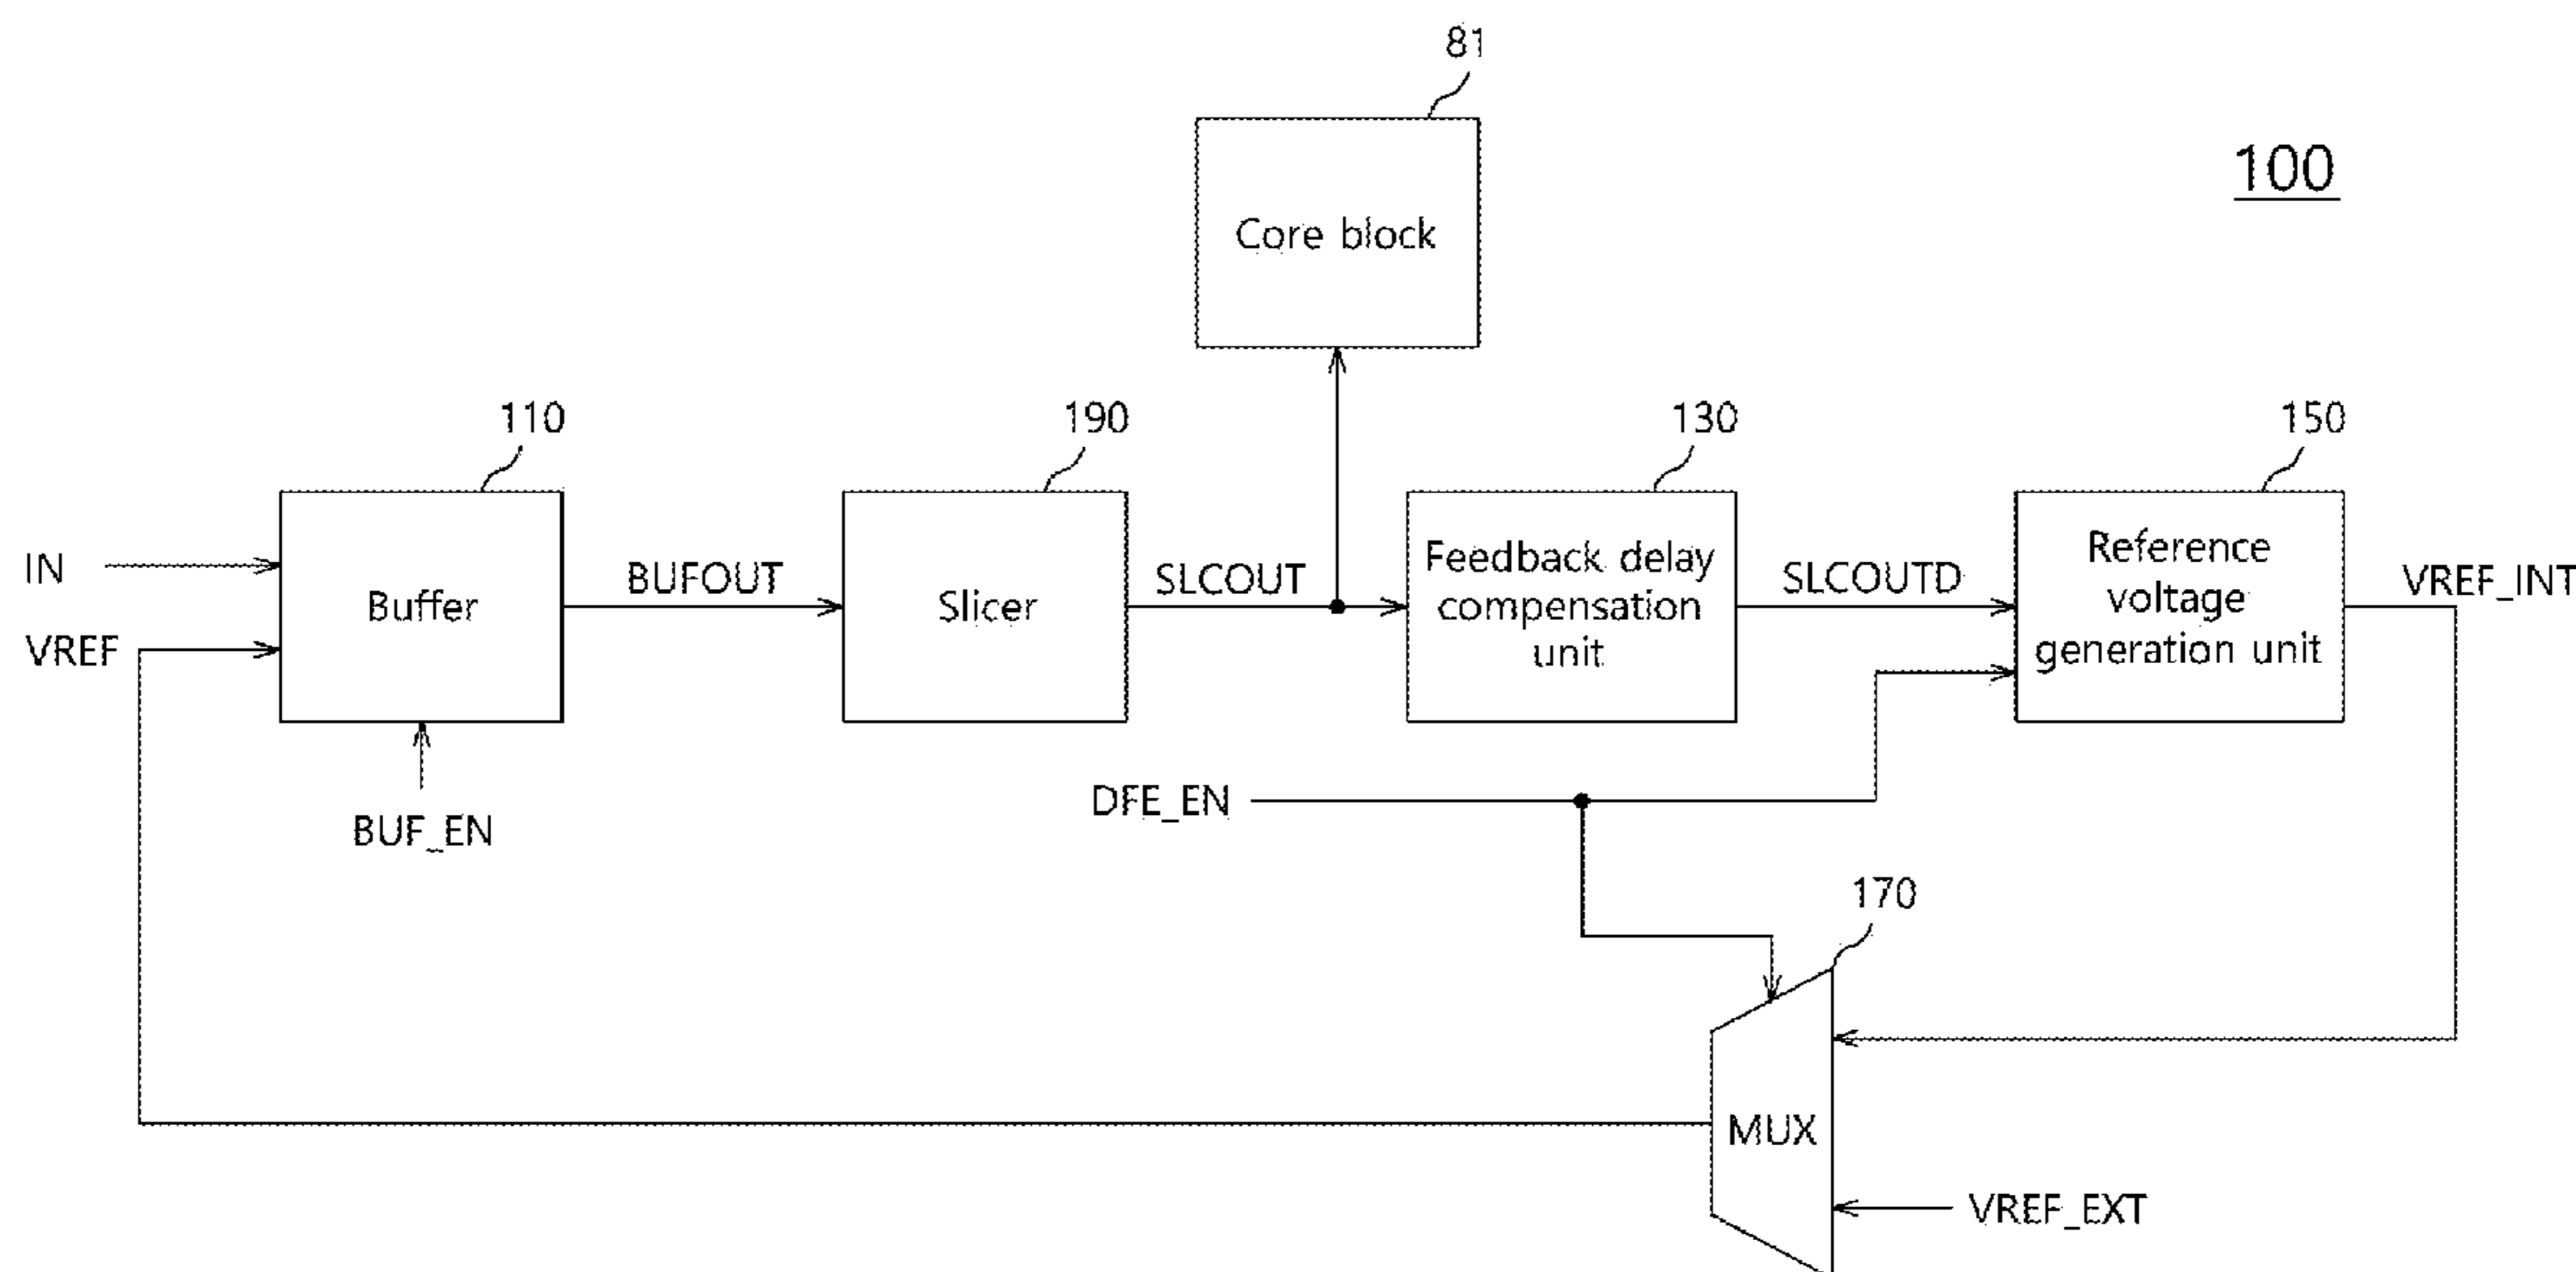 81
100
Core block
110
190
130
150
IN
VREF
Buffer
BUFOUT
Slicer
SLCOUT
Feedback delay
compensation
unit
SLCOUTD
Reference
voltage
generation unit
VREF_INT
BUF_EN
DFE_EN
170
MUX
VREF_EXT